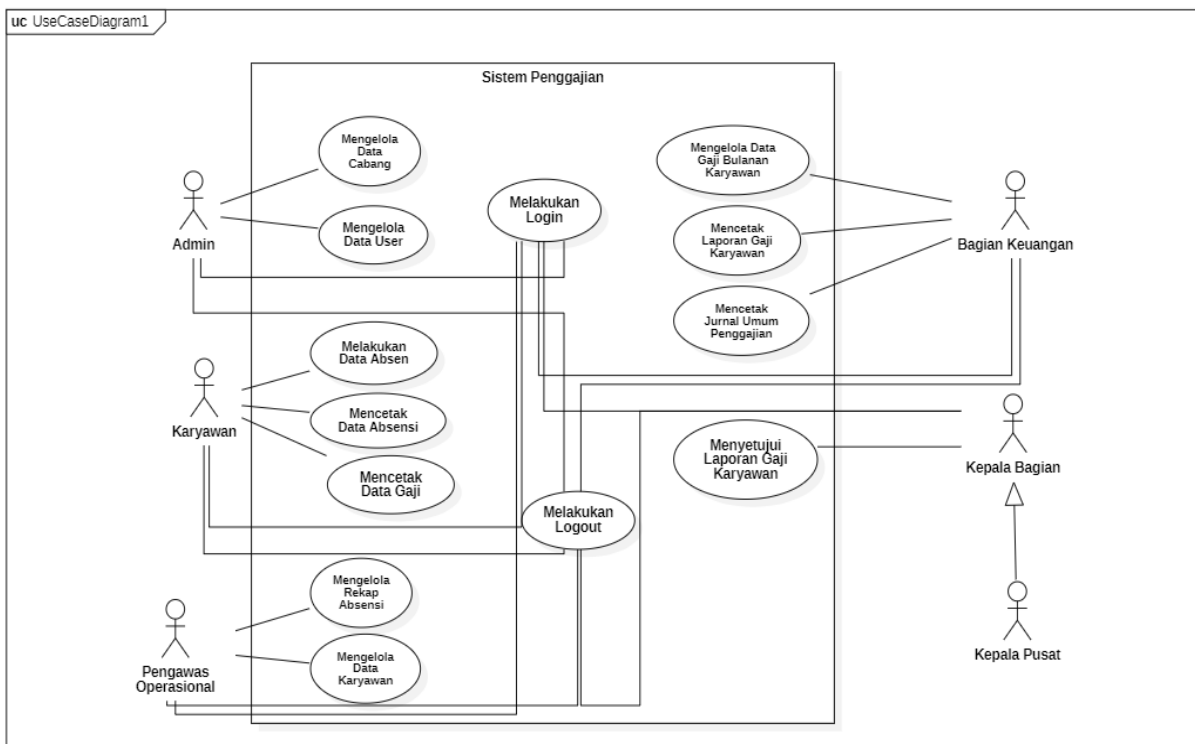 uc UseCaseDiagram1
Sistem Penggajian
Mengelola
Data
Cabang
Mengelola
Data User
Admin
Melakukan
Login
Mengelola Data
Gaji Bulanan
Karyawan
Mencetak
Laporan Gaji
Karyawan
Mencetak
Jurnal Umum
Penggajian
Bagian Keuangan
Melakukan
Data Absen
Mencetak
Data Absensi
Mencetak
Data Gaji
Karyawan
Menyetujui
Laporan Gaji
Karyawan
Kepala Bagian
Melakukan
Logout
Mengelola
Rekap
Absensi
Mengelola
Data
Karyawan
Pengawas
Operasional
Kepala Pusat